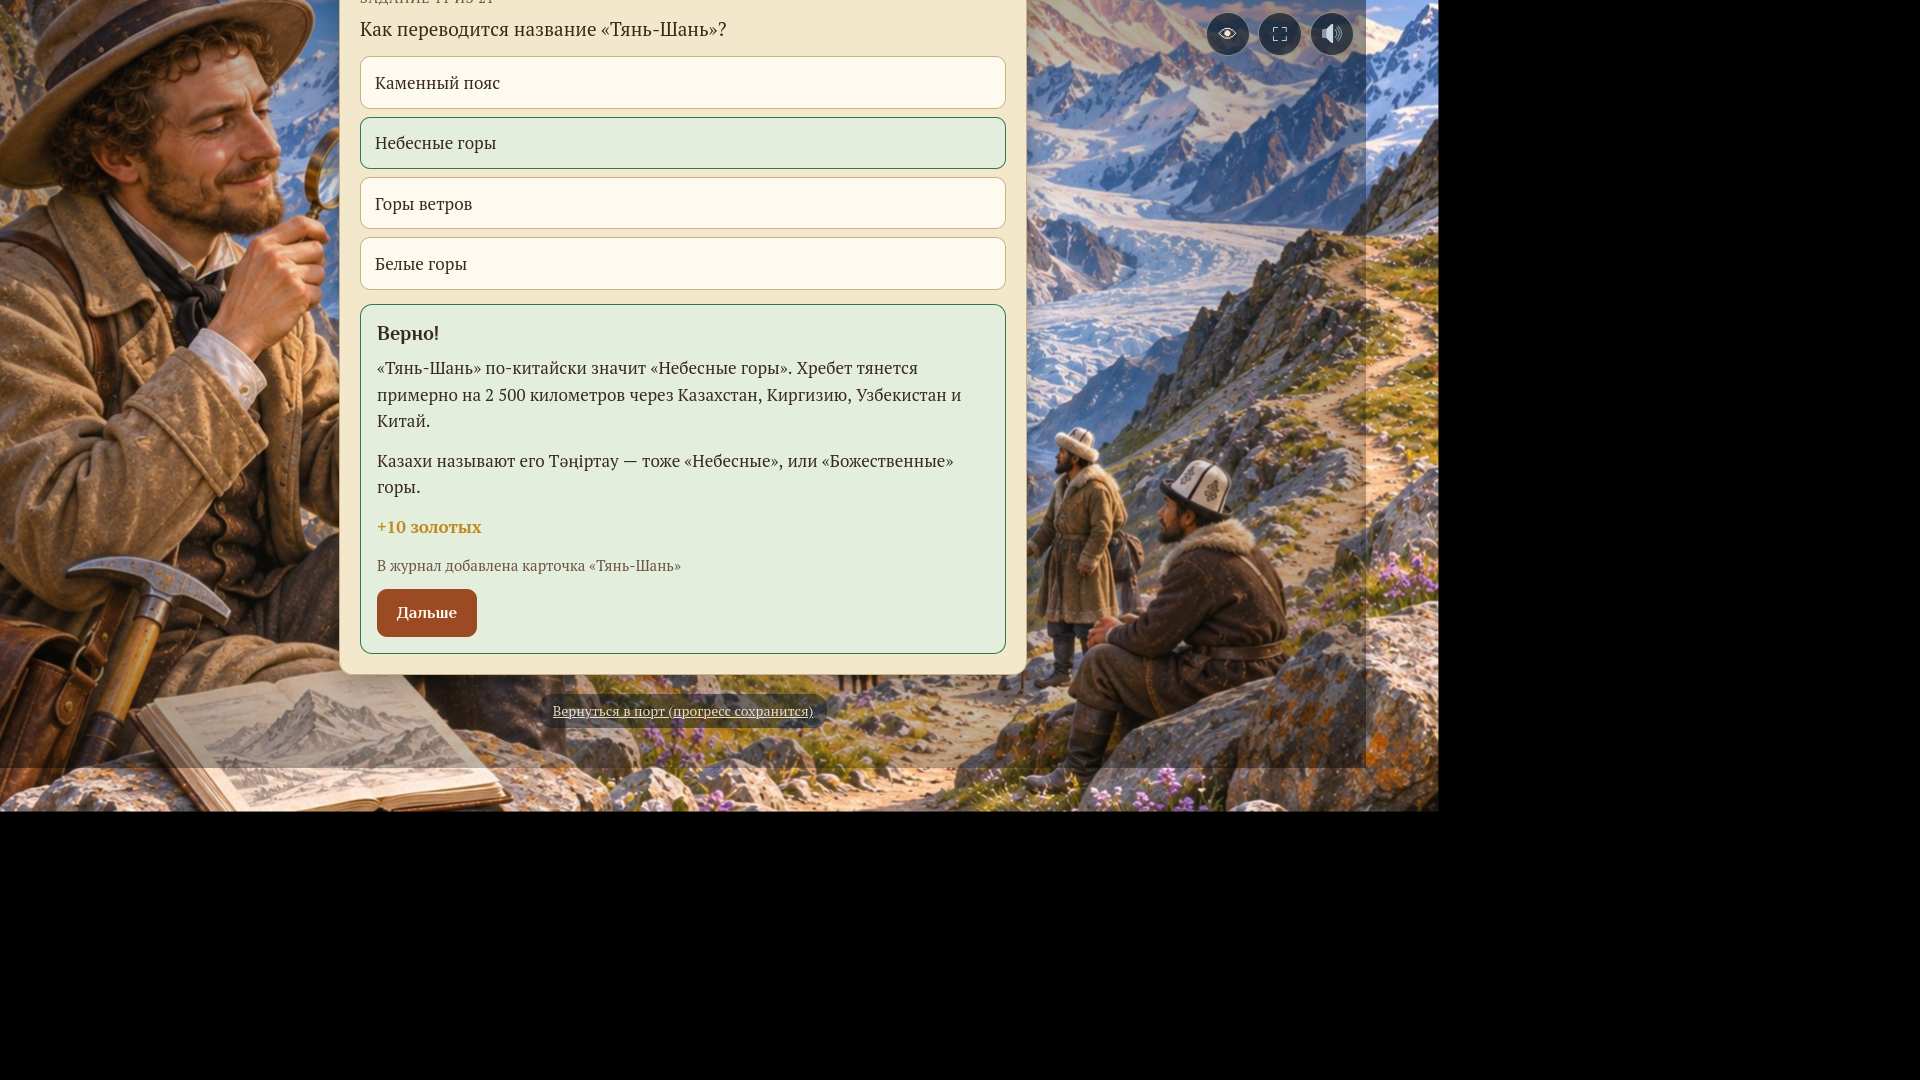 Как переводится название «Тянь-Шань»?
Каменный пояс
Небесные горы
Горы ветров
Белые горы
Верно!
«Тянь-Шань» по-китайски значит «Небесные горы». Хребет тянется
примерно на 2 500 километров через Казахстан, Киргизию, Узбекистан и
Китай.
Казахи называют его Тәңіртау — тоже «Небесные», или «Божественные»
горы.
+10 золотых
В журнал добавлена карточка «Тянь-Шань»
Дальше
Вернуться в порт (прогресс сохранится)